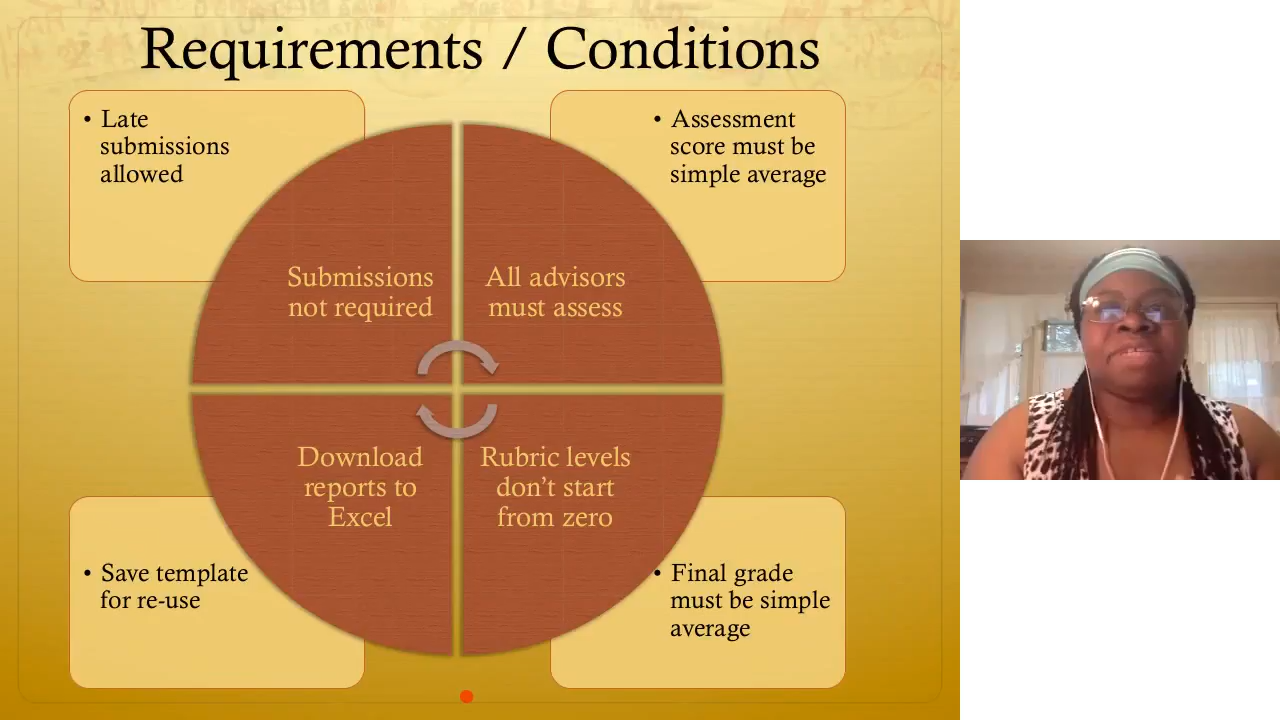 Requirements / Conditions
• Late
submissions
allowed
• Assessment
score must be
simple average
Submissions
not required
All advisors
must assess
Download
reports to
Excel
Rubric levels
don’t start
from zero
• Save template
for re-use
• Final grade
must be simple
average